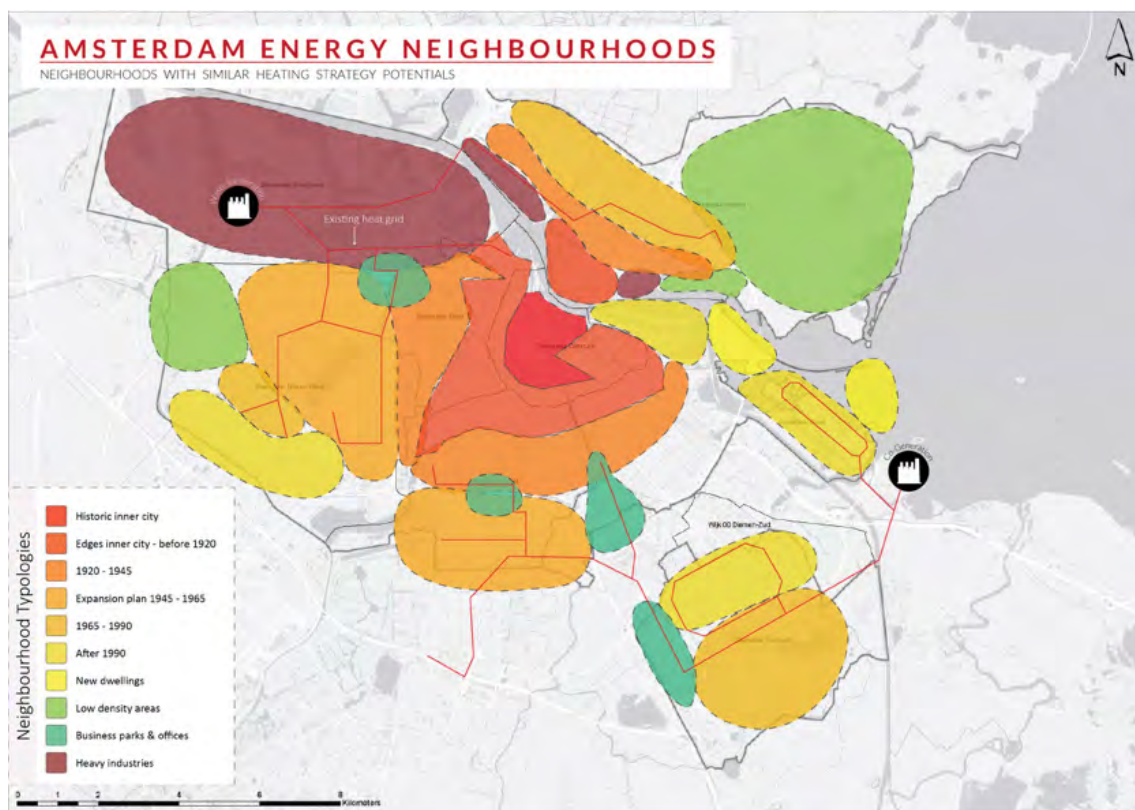 AMSTERDAM ENERGY NEIGHBOURHOODS
NEIGHBOURHOODS WITH SIMILAR HEATING STRATEGY POTENTIALS
N
Existing heat grid
Co-Generation
Wijk 00 Diemen-Zuid
Neighbourhood Typologies
Historic inner city
Edges inner city - before 1920
1920 - 1945
Expansion plan 1945 - 1965
1965 - 1990
After 1990
New dwellings
Low density areas
Business parks & offices
Heavy industries
0
2
4
6
8
Kilometers